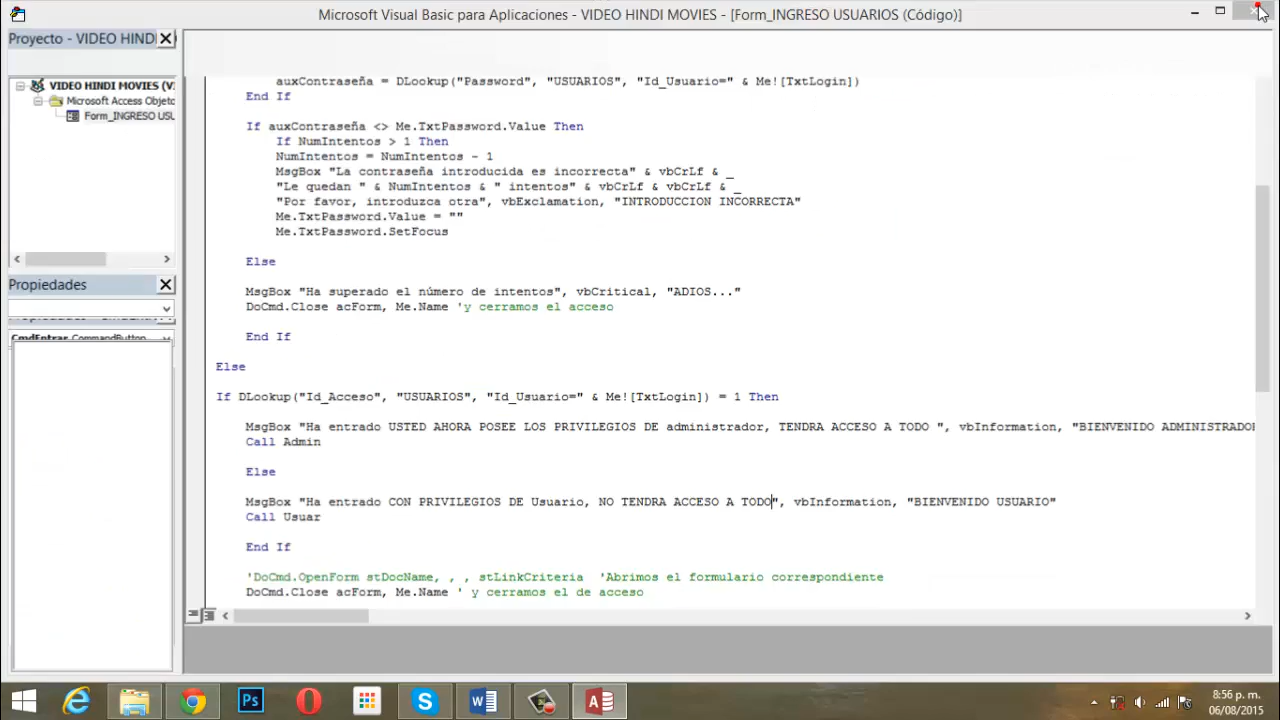 Microsoft Visual Basic para Aplicaciones - VIDEO HINDI MOVIES - [Form_INGRESO USUARIOS (Código)]
Proyecto - VIDEO HIND
VIDEO HINDI MOVIES (V
Microsoft Access Objeto
Form_INGRESO USU
Propiedades
CmdEntrar CommandButton
auxContraseña = DLookup("Password", "USUARIOS", "Id_Usuario=" & Me![TxtLogin])
End If
If auxContraseña <> Me.TxtPassword.Value Then
If NumIntentos > 1 Then
NumIntentos = NumIntentos - 1
MsgBox "La contraseña introducida es incorrecta" & vbCrLf & _
"Le quedan " & NumIntentos & " intentos" & vbCrLf & vbCrLf & _
"Por favor, introduzca otra", vbExclamation, "INTRODUCCION INCORRECTA"
Me.TxtPassword.Value = ""
Me.TxtPassword.SetFocus
Else
MsgBox "Ha superado el número de intentos", vbCritical, "ADIOS..."
DoCmd.Close acForm, Me.Name 'y cerramos el acceso
End If
Else
If DLookup("Id_Acceso", "USUARIOS", "Id_Usuario=" & Me![TxtLogin]) = 1 Then
MsgBox "Ha entrado USTED AHORA POSEE LOS PRIVILEGIOS DE administrador, TENDRA ACCESO A TODO ", vbInformation, "BIENVENIDO ADMINISTRADOR
Call Admin
Else
MsgBox "Ha entrado CON PRIVILEGIOS DE Usuario, NO TENDRA ACCESO A TODO", vbInformation, "BIENVENIDO USUARIO"
Call Usuar
End If
'DoCmd.OpenForm stDocName, , , stLinkCriteria 'Abrimos el formulario correspondiente
DoCmd.Close acForm, Me.Name ' y cerramos el de acceso
Ps
8:56 p. m.
06/08/2015